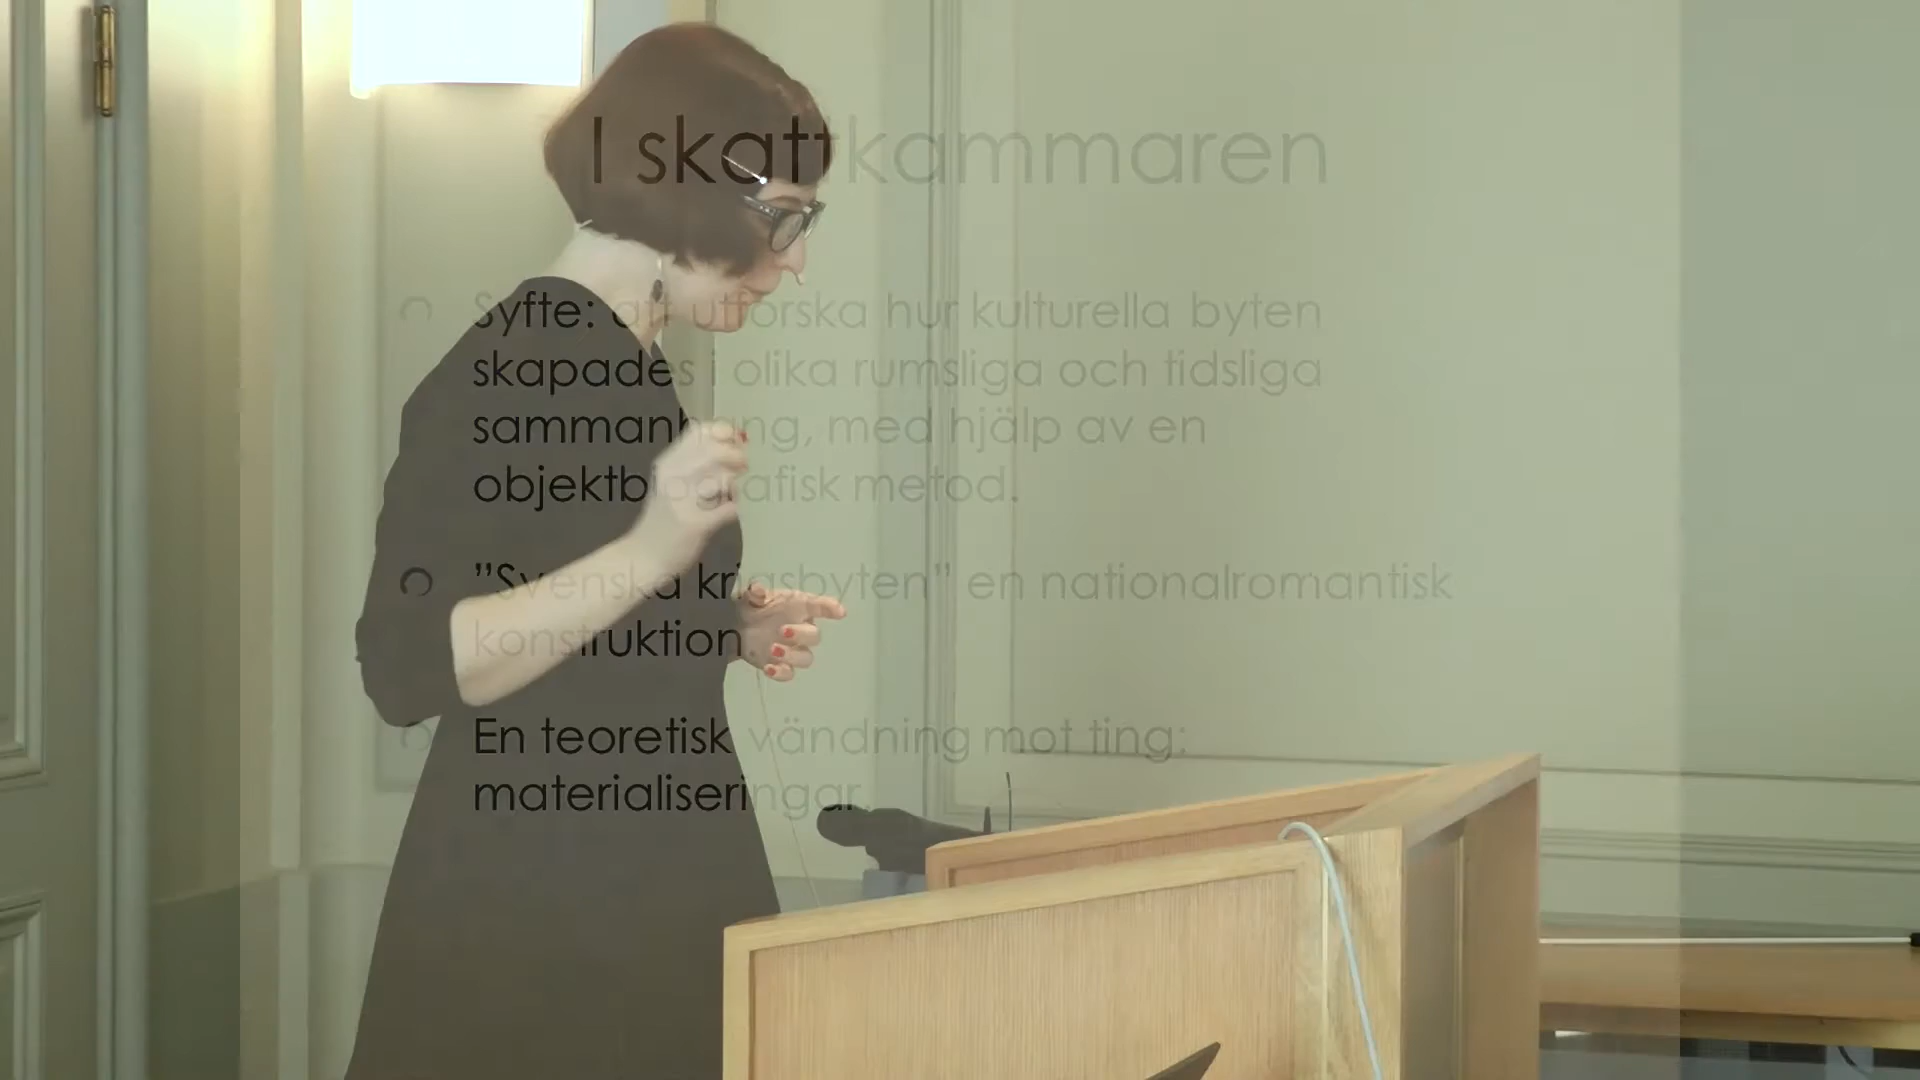 I skattkammaren
Syfte: att utforska hur kulturella byten
skapades i olika rumsliga och tidsliga
sammanhang, med hjälp av en
objektbiografisk metod.
”Svenska krigsbyten” en nationalromantisk
konstruktion
En teoretisk vändning mot ting:
materialiseringar